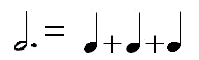 𝅗𝅥. = ♩+♩+♩